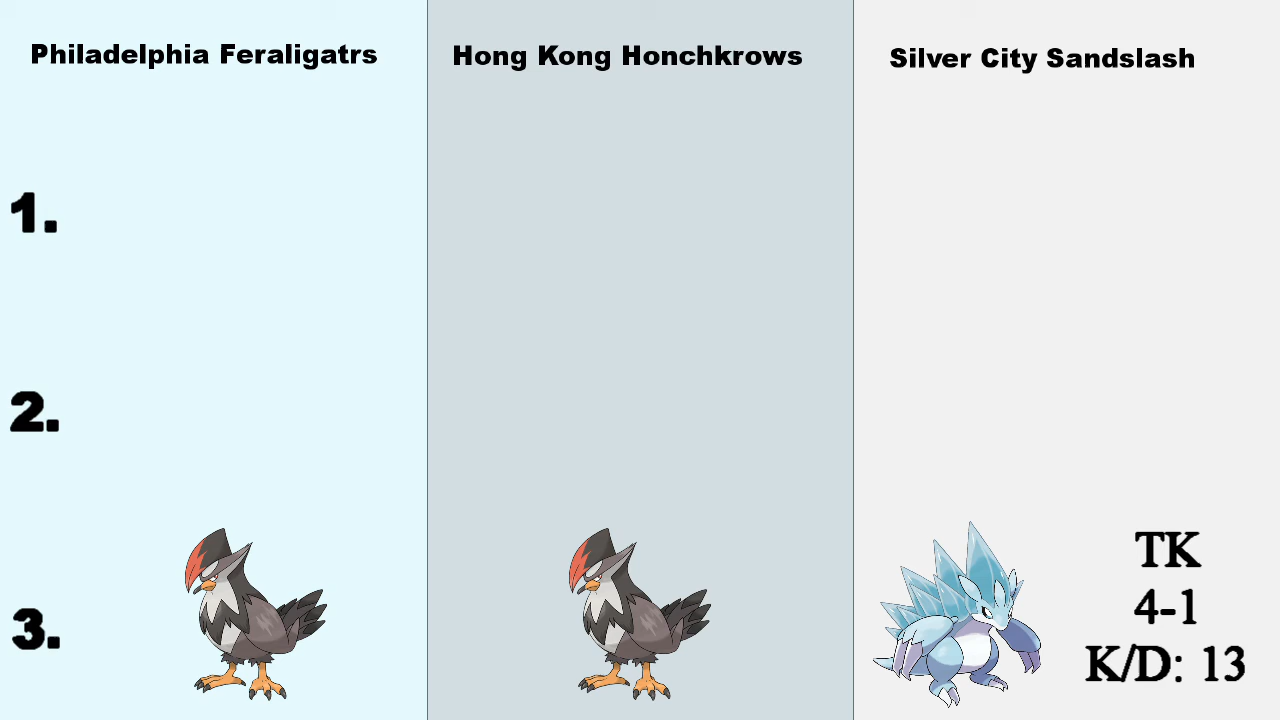 Philadelphia Feraligatrs
Hong Kong Honchkrows
Silver City Sandslash
1.
2.
3.
TK
4-1
K/D: 13